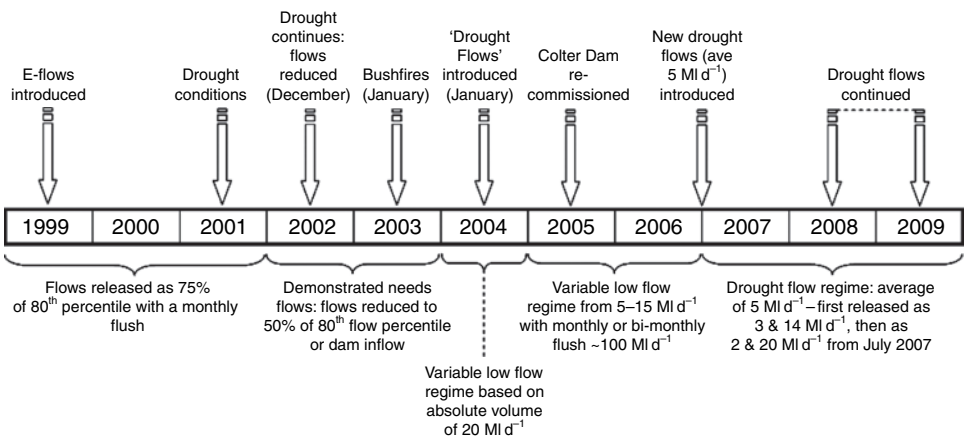 E-flows
introduced
Drought
conditions
Drought
continues:
flows
reduced
(December)
Bushfires
(January)
‘Drought
Flows’
introduced
(January)
Colter Dam
re-
commissioned
New drought
flows (ave
5 Ml d⁻¹)
introduced
Drought flows
continued
1999 2000 2001 2002 2003 2004 2005 2006 2007 2008 2009
Flows released as 75%
of 80th percentile with a monthly
flush
Demonstrated needs
flows: flows reduced to
50% of 80th flow percentile
or dam inflow
Variable low flow
regime based on
absolute volume
of 20 Ml d⁻¹
Variable low flow
regime from 5–15 Ml d⁻¹
with monthly or bi-monthly
flush ~100 Ml d⁻¹
Drought flow regime: average
of 5 Ml d⁻¹–first released as
3 & 14 Ml d⁻¹, then as
2 & 20 Ml d⁻¹ from July 2007